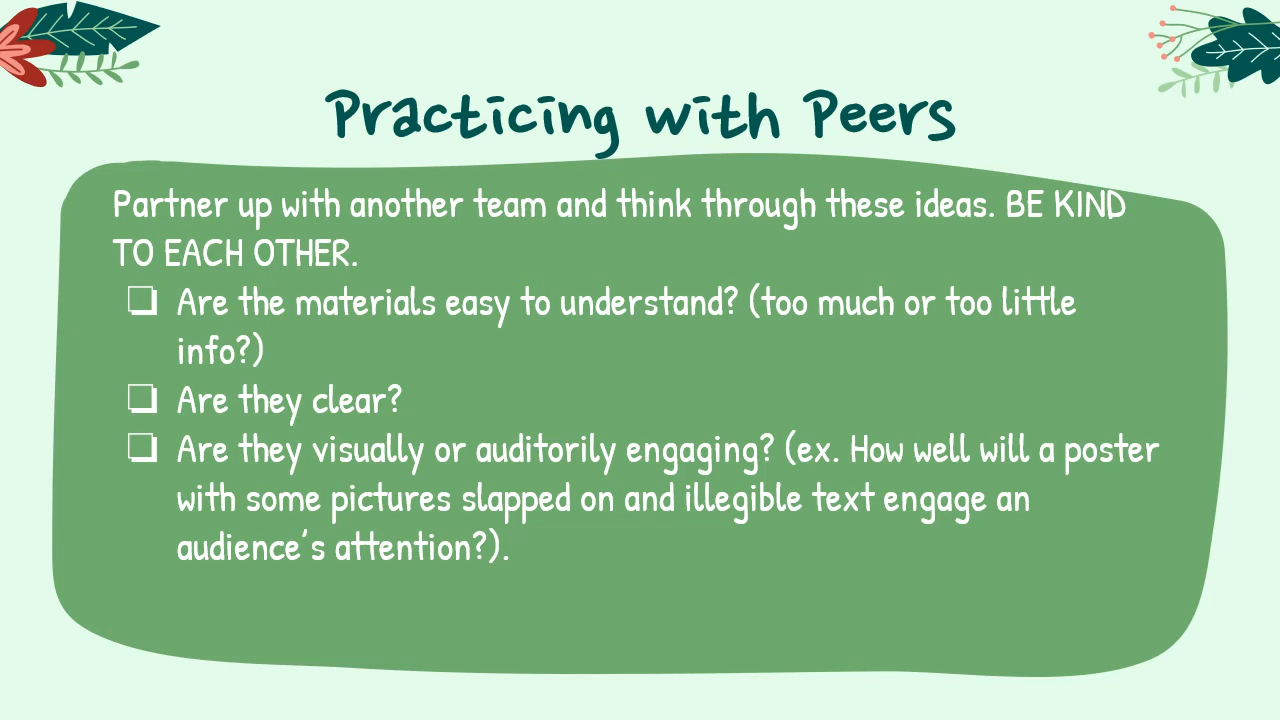 Practicing with Peers
Partner up with another team and think through these ideas. BE KIND
TO EACH OTHER.
❏ Are the materials easy to understand? (too much or too little
info?)
❏ Are they clear?
❏ Are they visually or auditorily engaging? (ex. How well will a poster
with some pictures slapped on and illegible text engage an
audience’s attention?).